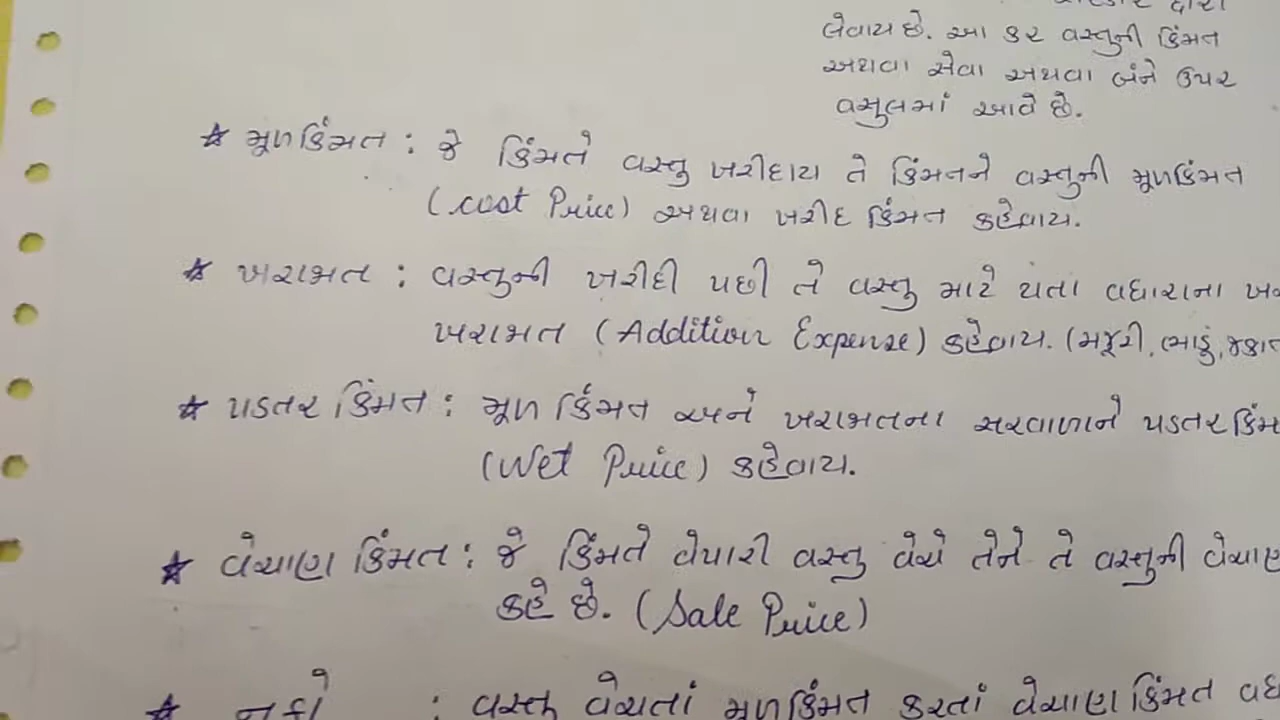 લેવાય છે. આ કર વસ્તુની કિંમત
અથવા સેવા અથવા બંને ઉપર
વસુલમાં આવે છે.
★ મૂળકિંમત : જે કિંમતે વસ્તુ ખરીદાય તે કિંમતને વસ્તુની મૂળકિંમત
(Cost Price) અથવા ખરીદ કિંમત કહેવાય.
★ ખરાજાત : વસ્તુની ખરીદી પછી તે વસ્તુ માટે થતા વધારાના
ખરાજાત (Addition Expense) કહેવાય. (મજૂરી, ભાડું,
★ પડતર કિંમત : મૂળ કિંમત અને ખરાજાતના સરવાળાને પડતર
(Net Price) કહેવાય.
★ વેચાણ કિંમત : જે કિંમતે વેપારી વસ્તુ વેચે તેને તે વસ્તુની
કહે છે. (Sale Price)
★ નફો : વસ્તુ વેચતાં મૂળકિંમત કરતાં વેચાણ કિંમત